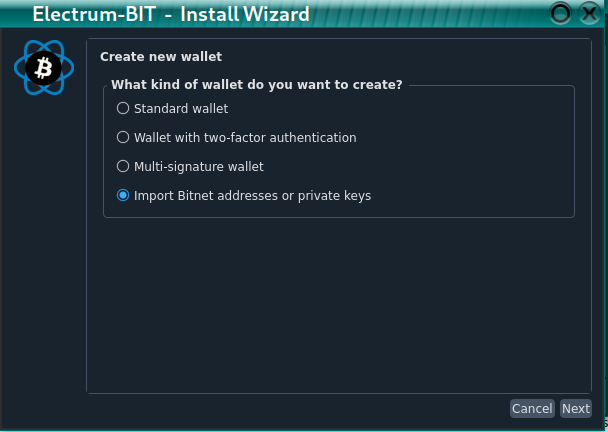 Electrum-BIT - Install Wizard
Create new wallet
What kind of wallet do you want to create?
Standard wallet
Wallet with two-factor authentication
Multi-signature wallet
Import Bitnet addresses or private keys
Cancel Next